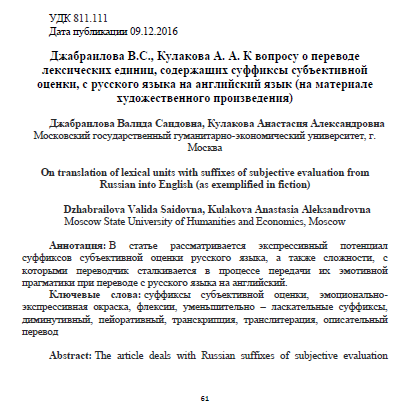 УДК 811.111
Дата публикации 09.12.2016
Джабраилова В.С., Кулакова А. А. К вопросу о переводе
лексических единиц, содержащих суффиксы субъективной
оценки, с русского языка на английский язык (на материале
художественного произведения)
Джабраилова Валида Саидовна, Кулакова Анастасия Александровна
Московский государственный гуманитарно-экономический университет, г.
Москва
On translation of lexical units with suffixes of subjective evaluation from
Russian into English (as exemplified in fiction)
Dzhabrailova Valida Saidovna, Kulakova Anastasia Aleksandrovna
Moscow State University of Humanities and Economics, Moscow
Аннотация: В статье рассматривается экспрессивный потенциал
суффиксов субъективной оценки русского языка, а также сложности, с
которыми переводчик сталкивается в процессе передачи их эмотивной
прагматики при переводе с русского языка на английский.
Ключевые слова: суффиксы субъективной оценки, эмоционально-
экспрессивная окраска, флексии, уменьшительно – ласкательные суффиксы,
диминутивный, пейоративный, транскрипция, транслитерация, описательный
перевод
Abstract: The article deals with Russian suffixes of subjective evaluation
61